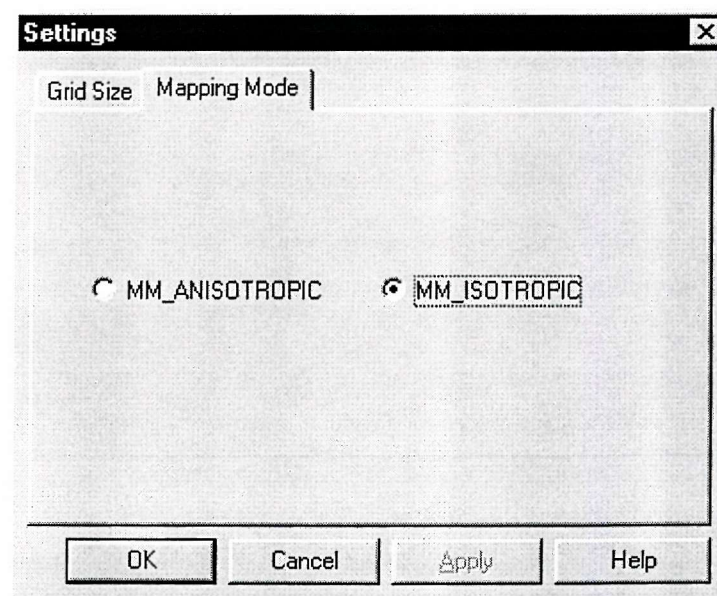 Settings
Grid Size Mapping Mode
MM_ANISOTROPIC MM_ISOTROPIC
OK Cancel Apply Help